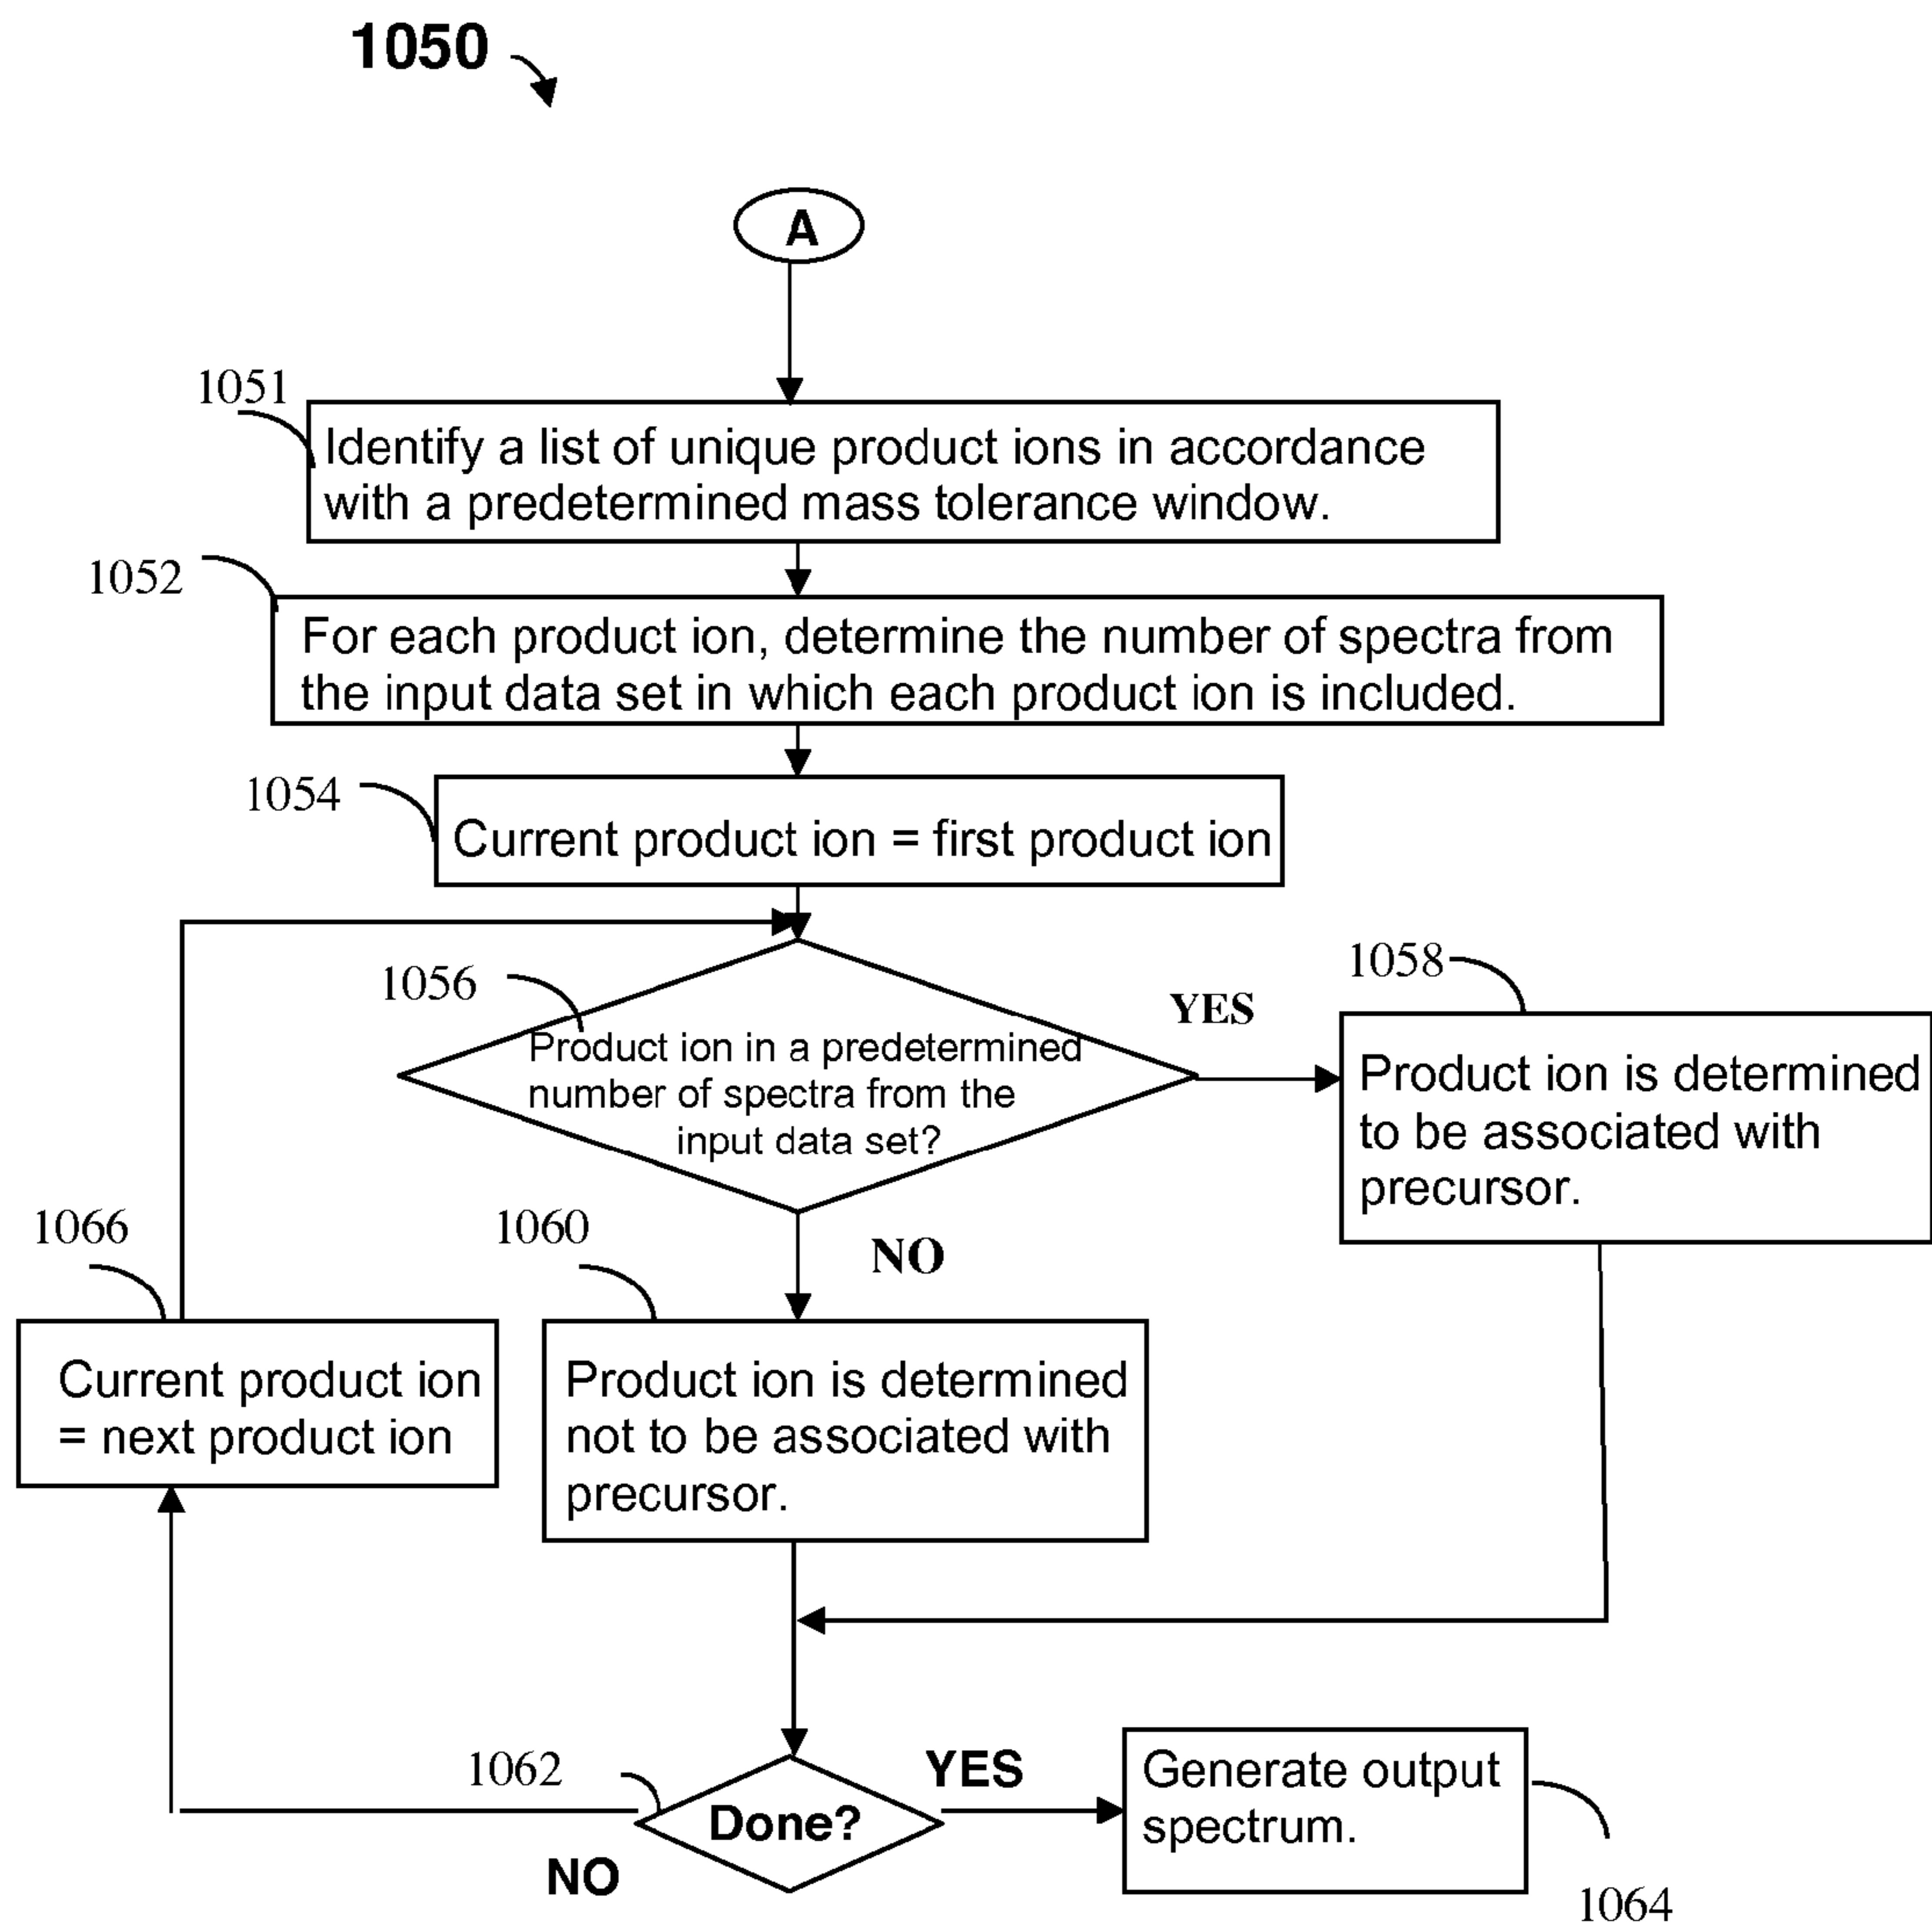 1050
A
1051
Identify a list of unique product ions in accordance
with a predetermined mass tolerance window.
1052
For each product ion, determine the number of spectra from
the input data set in which each product ion is included.
1054
Current product ion = first product ion
1056
Product ion in a predetermined
number of spectra from the
input data set?
YES
1058
Product ion is determined
to be associated with
precursor.
NO
1066
Current product ion
= next product ion
1060
Product ion is determined
not to be associated with
precursor.
1062
Done?
YES
NO
Generate output
spectrum.
1064